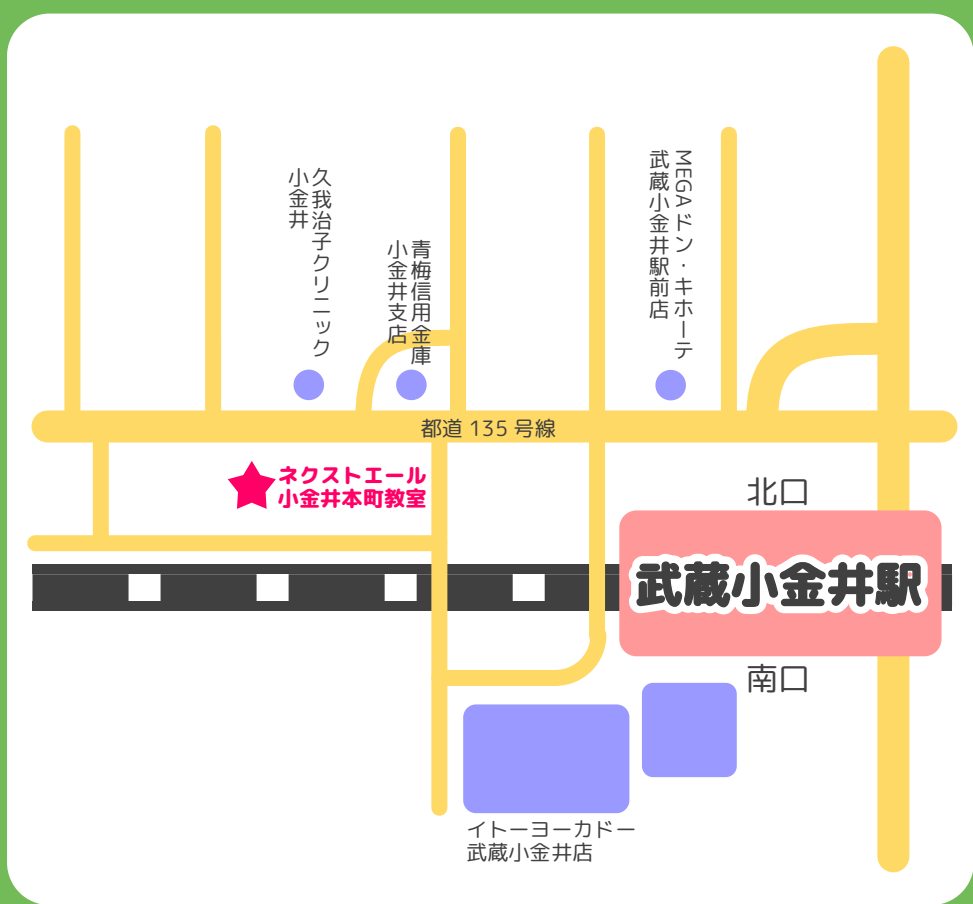 久我治子クリニック
小金井
青梅信用金庫
小金井支店
MEGAドン・キホーテ
武蔵小金井駅前店
都道 135 号線
ネクストエール
小金井本町教室
北口
武蔵小金井駅
南口
イトーヨーカドー
武蔵小金井店